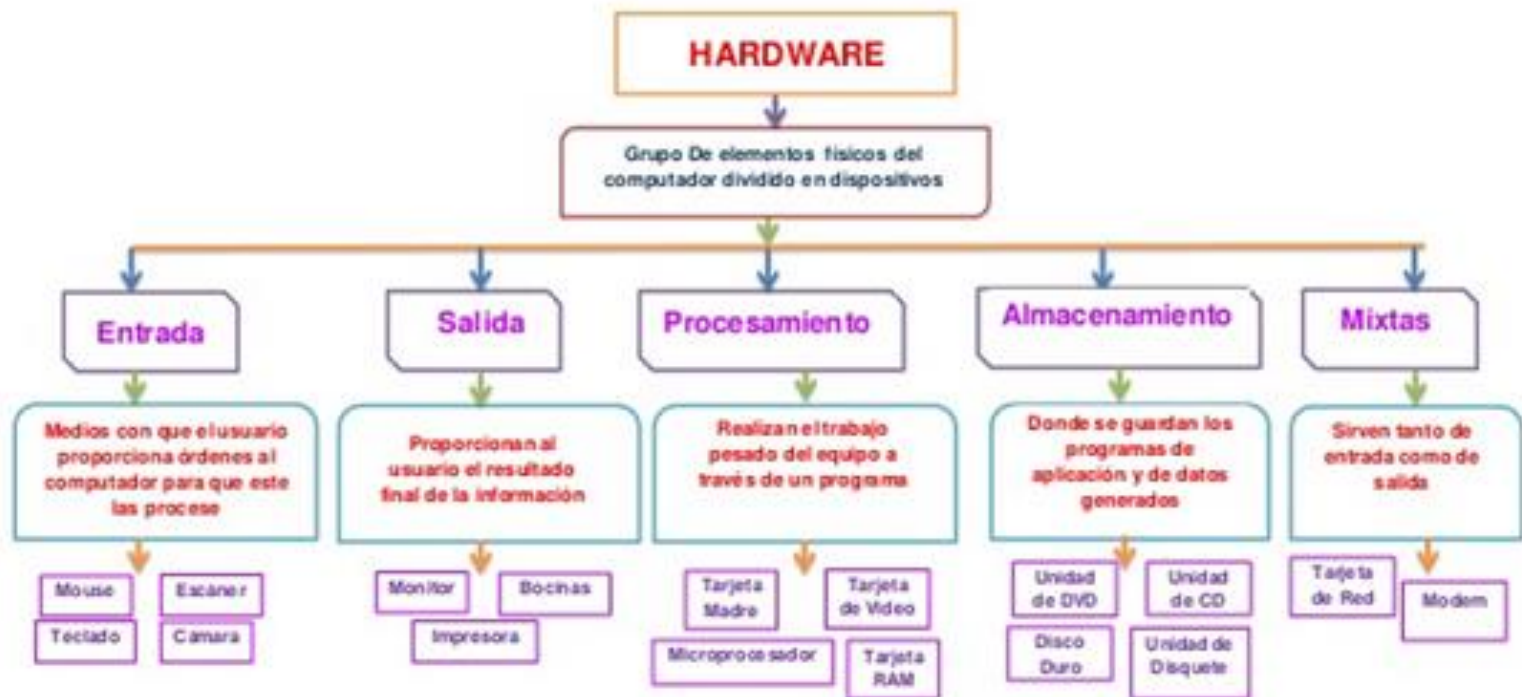 HARDWARE
Grupo De elementos físicos del
computador dividido en dispositivos
Entrada
Medios con que el usuario
proporciona órdenes al
computador para que este
las procese
Mouse
Escáner
Teclado
Camara
Salida
Proporcionan al
usuario el resultado
final de la información
Monitor
Bocinas
Impresora
Procesamiento
Realizan el trabajo
pesado del equipo a
través de un programa
Tarjeta
Madre
Tarjeta
de Video
Microprocesador
Tarjeta
RAM
Almacenamiento
Donde se guardan los
programas de
aplicación y de datos
generados
Unidad
de DVD
Unidad
de CD
Disco
Duro
Unidad de
Disquete
Mixtas
Sirven tanto de
entrada como de
salida
Tarjeta
de Red
Modem